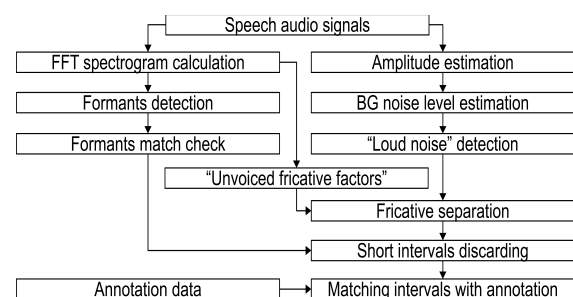 Speech audio signals
FFT spectrogram calculation
Amplitude estimation
Formants detection
BG noise level estimation
Formants match check
“Loud noise” detection
“Unvoiced fricative factors”
Fricative separation
Short intervals discarding
Annotation data
Matching intervals with annotation